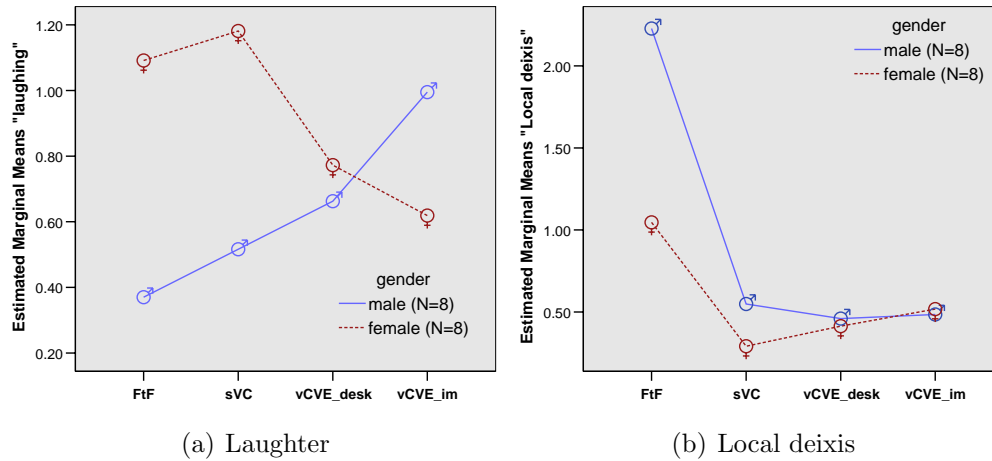 Estimated Marginal Means "laughing"
1.20
1.00
0.80
0.60
0.40
0.20
gender
male (N=8)
female (N=8)
FtF sVC vCVE_desk vCVE_im
(a) Laughter
Estimated Marginal Means "Local deixis"
2.00
1.50
1.00
0.50
gender
male (N=8)
female (N=8)
FtF sVC vCVE_desk vCVE_im
(b) Local deixis